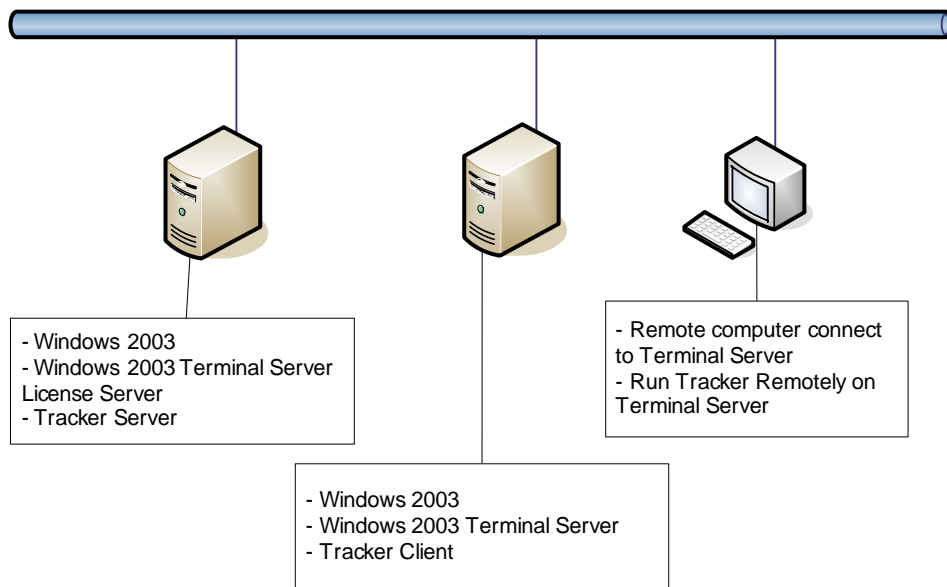 - Windows 2003
- Windows 2003 Terminal Server
License Server
- Tracker Server
- Windows 2003
- Windows 2003 Terminal Server
- Tracker Client
- Remote computer connect
to Terminal Server
- Run Tracker Remotely on
Terminal Server